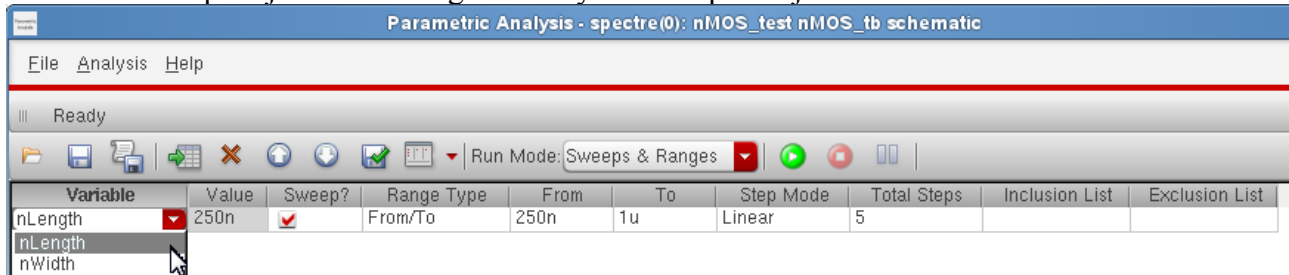 Parametric Analysis - spectre(0): nMOS_test nMOS_tb schematic
File Analysis Help
Ready
Run Mode: Sweeps & Ranges
Variable Value Sweep? Range Type From To Step Mode Total Steps Inclusion List Exclusion List
nLength 250n From/To 250n 1u Linear 5
nLength
nWidth